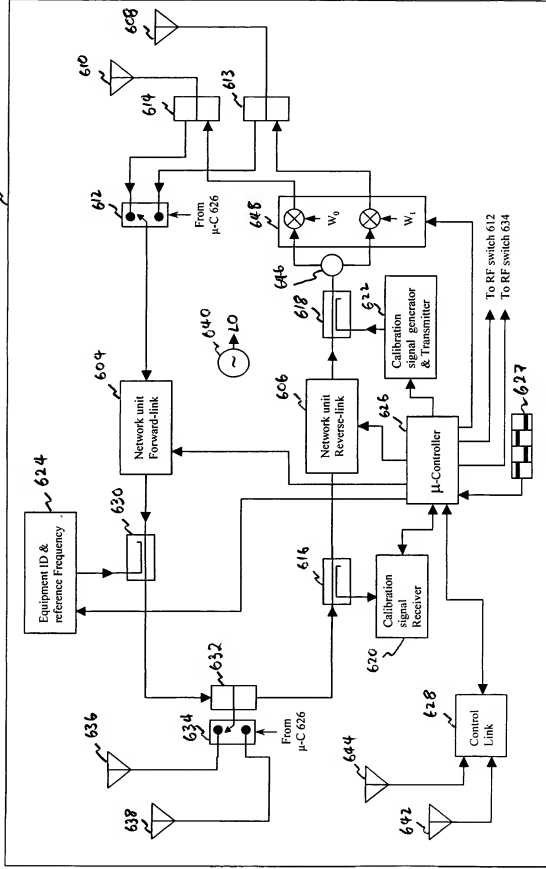 608
610
614
613
612
From
μ-C 626
648
W0
W1
646
618
622
Calibration
signal generator
& Transmitter
640
~
LO
604
Network unit
Forward-link
606
Network unit
Reverse-link
626
μ-Controller
To RF switch 612
To RF switch 634
627
624
Equipment ID &
reference Frequency
630
616
Calibration
signal
Receiver
620
632
634
From
μ-C 626
636
638
628
Control
Link
644
642